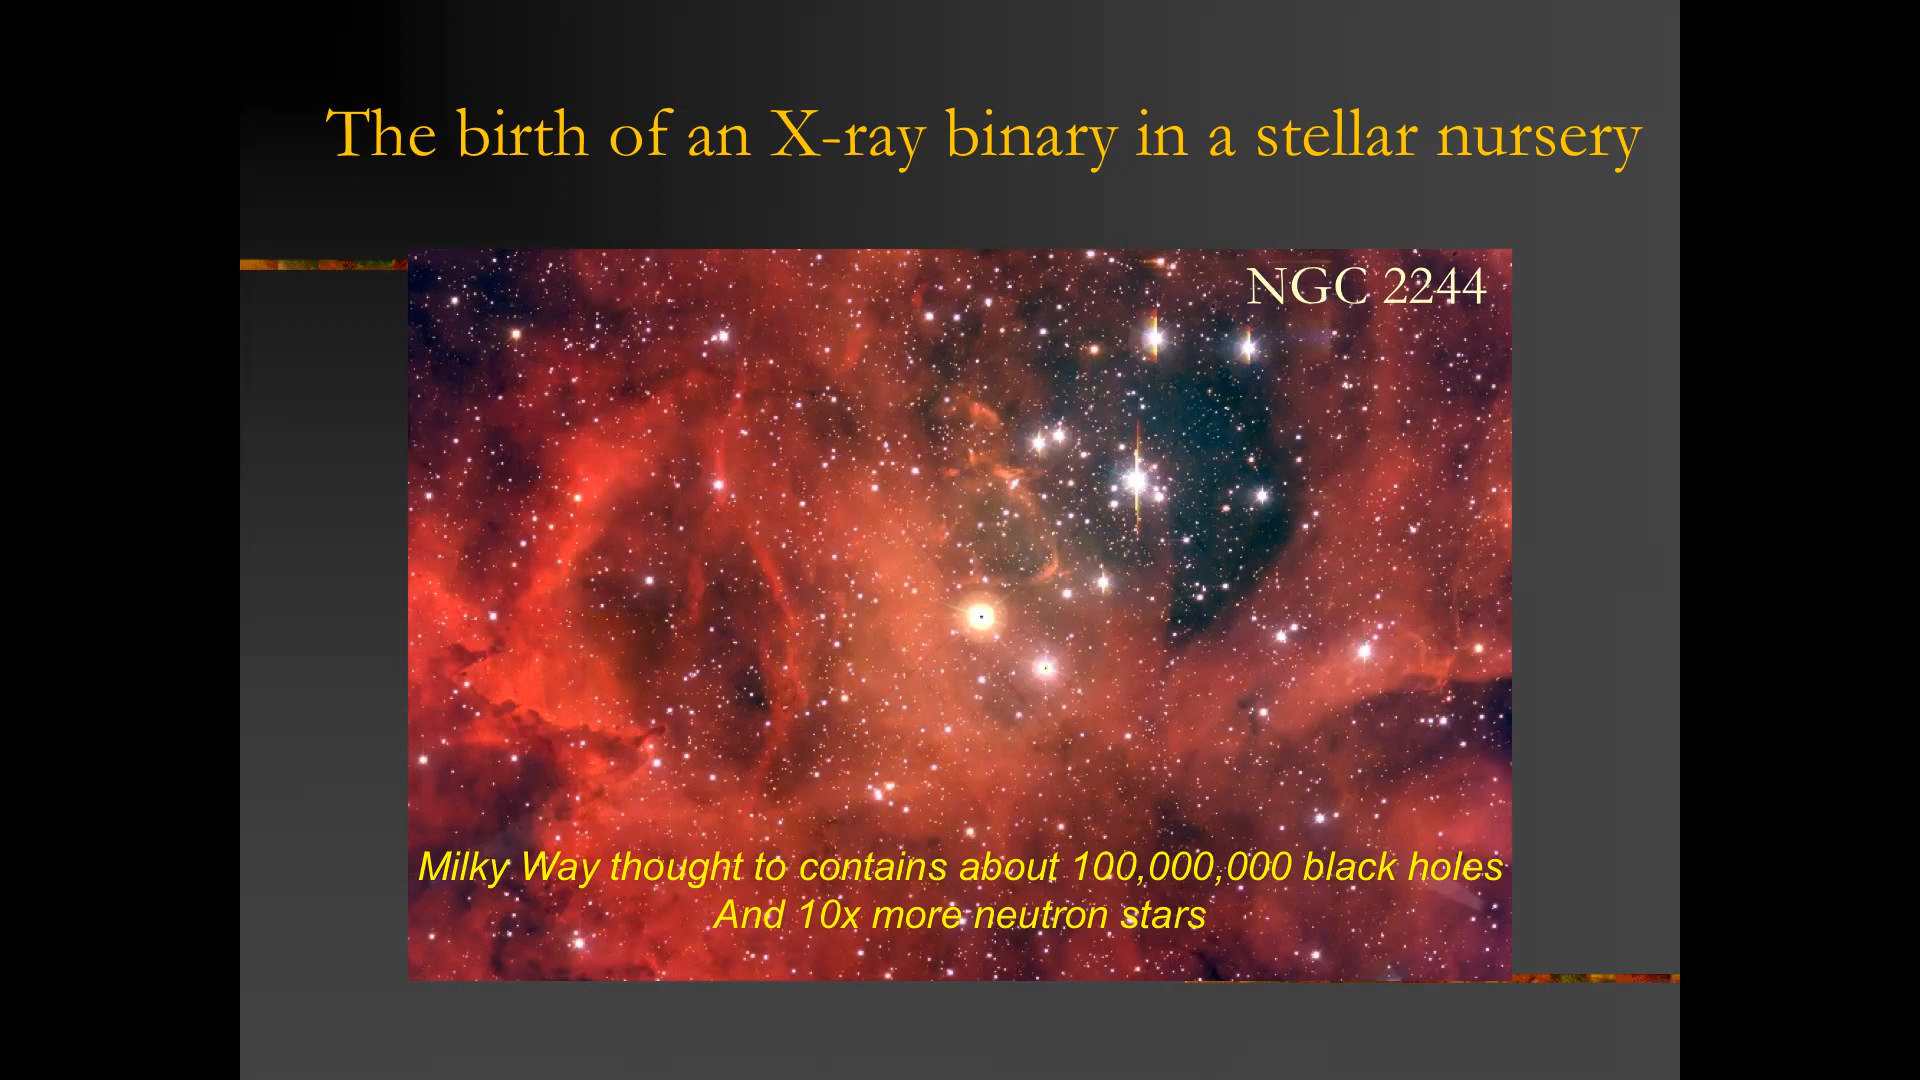 The birth of an X-ray binary in a stellar nursery
NGC 2244
Milky Way thought to contains about 100,000,000 black holes
And 10x more neutron stars